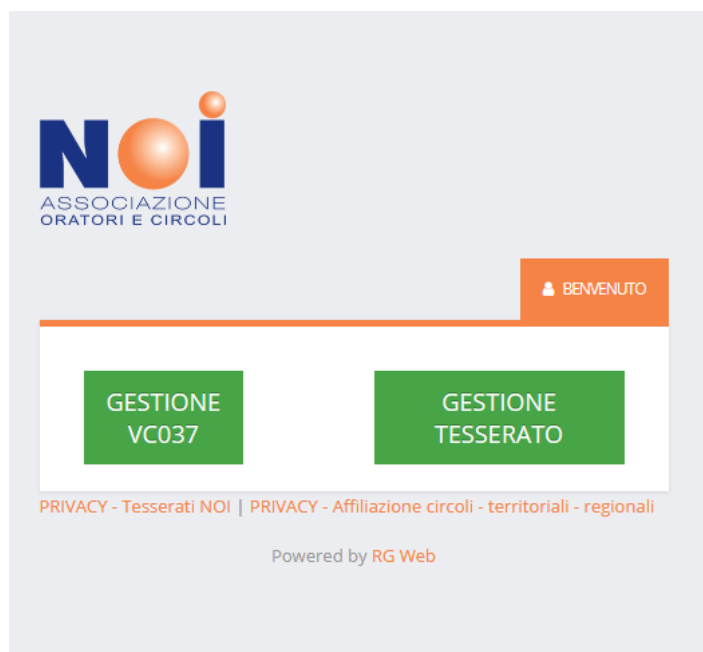 NOI
ASSOCIAZIONE
ORATORI E CIRCOLI
BENVENUTO
GESTIONE
VC037
GESTIONE
TESSERATO
PRIVACY - Tesserati NOI | PRIVACY - Affiliazione circoli - territoriali - regionali
Powered by RG Web